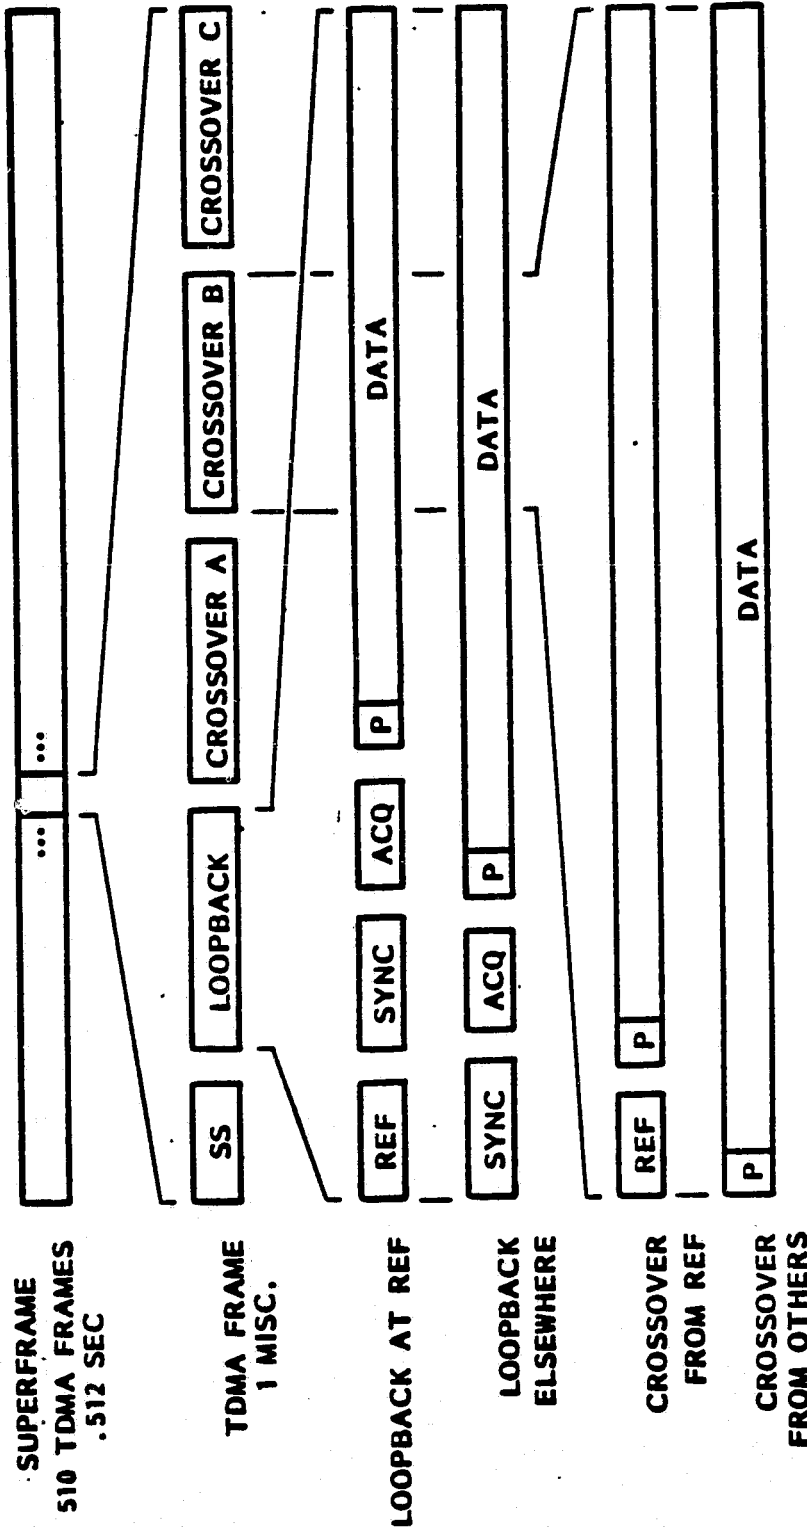 SUPERFRAME
510 TDMA FRAMES
.512 SEC
... ...
TDMA FRAME
1 MISC.
SS LOOPBACK CROSSOVER A CROSSOVER B CROSSOVER C
LOOPBACK AT REF
REF SYNC ACQ P DATA
LOOPBACK
ELSEWHERE
SYNC ACQ P DATA
CROSSOVER
FROM REF
REF P
CROSSOVER
FROM OTHERS
P DATA